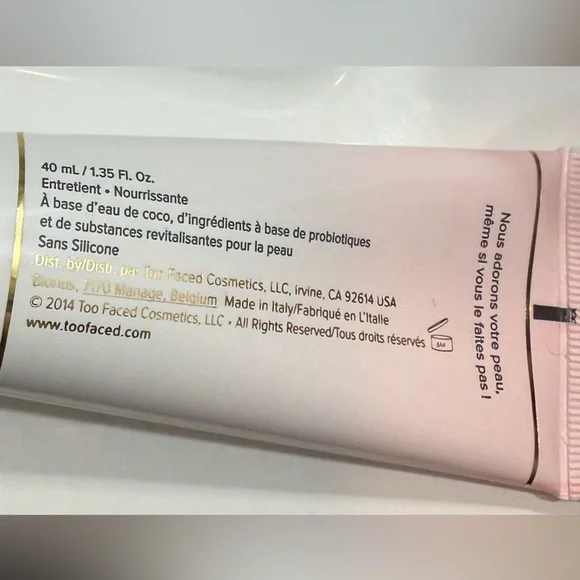 40 mL / 1.35 Fl. Oz.
Entretient • Nourrissante
À base d'eau de coco, d'ingrédients à base de probiotiques
et de substances revitalisantes pour la peau
Sans Silicone
Dist. by/Disti. par Too Faced Cosmetics, LLC, Irvine, CA 92614 USA
7170 Manage, Belgium Made in Italy/Fabriqué en L'Italie
© 2014 Too Faced Cosmetics, LLC • All Rights Reserved/Tous droits réservés
www.toofaced.com
Nous adorons votre peau,
même si vous le faites pas !